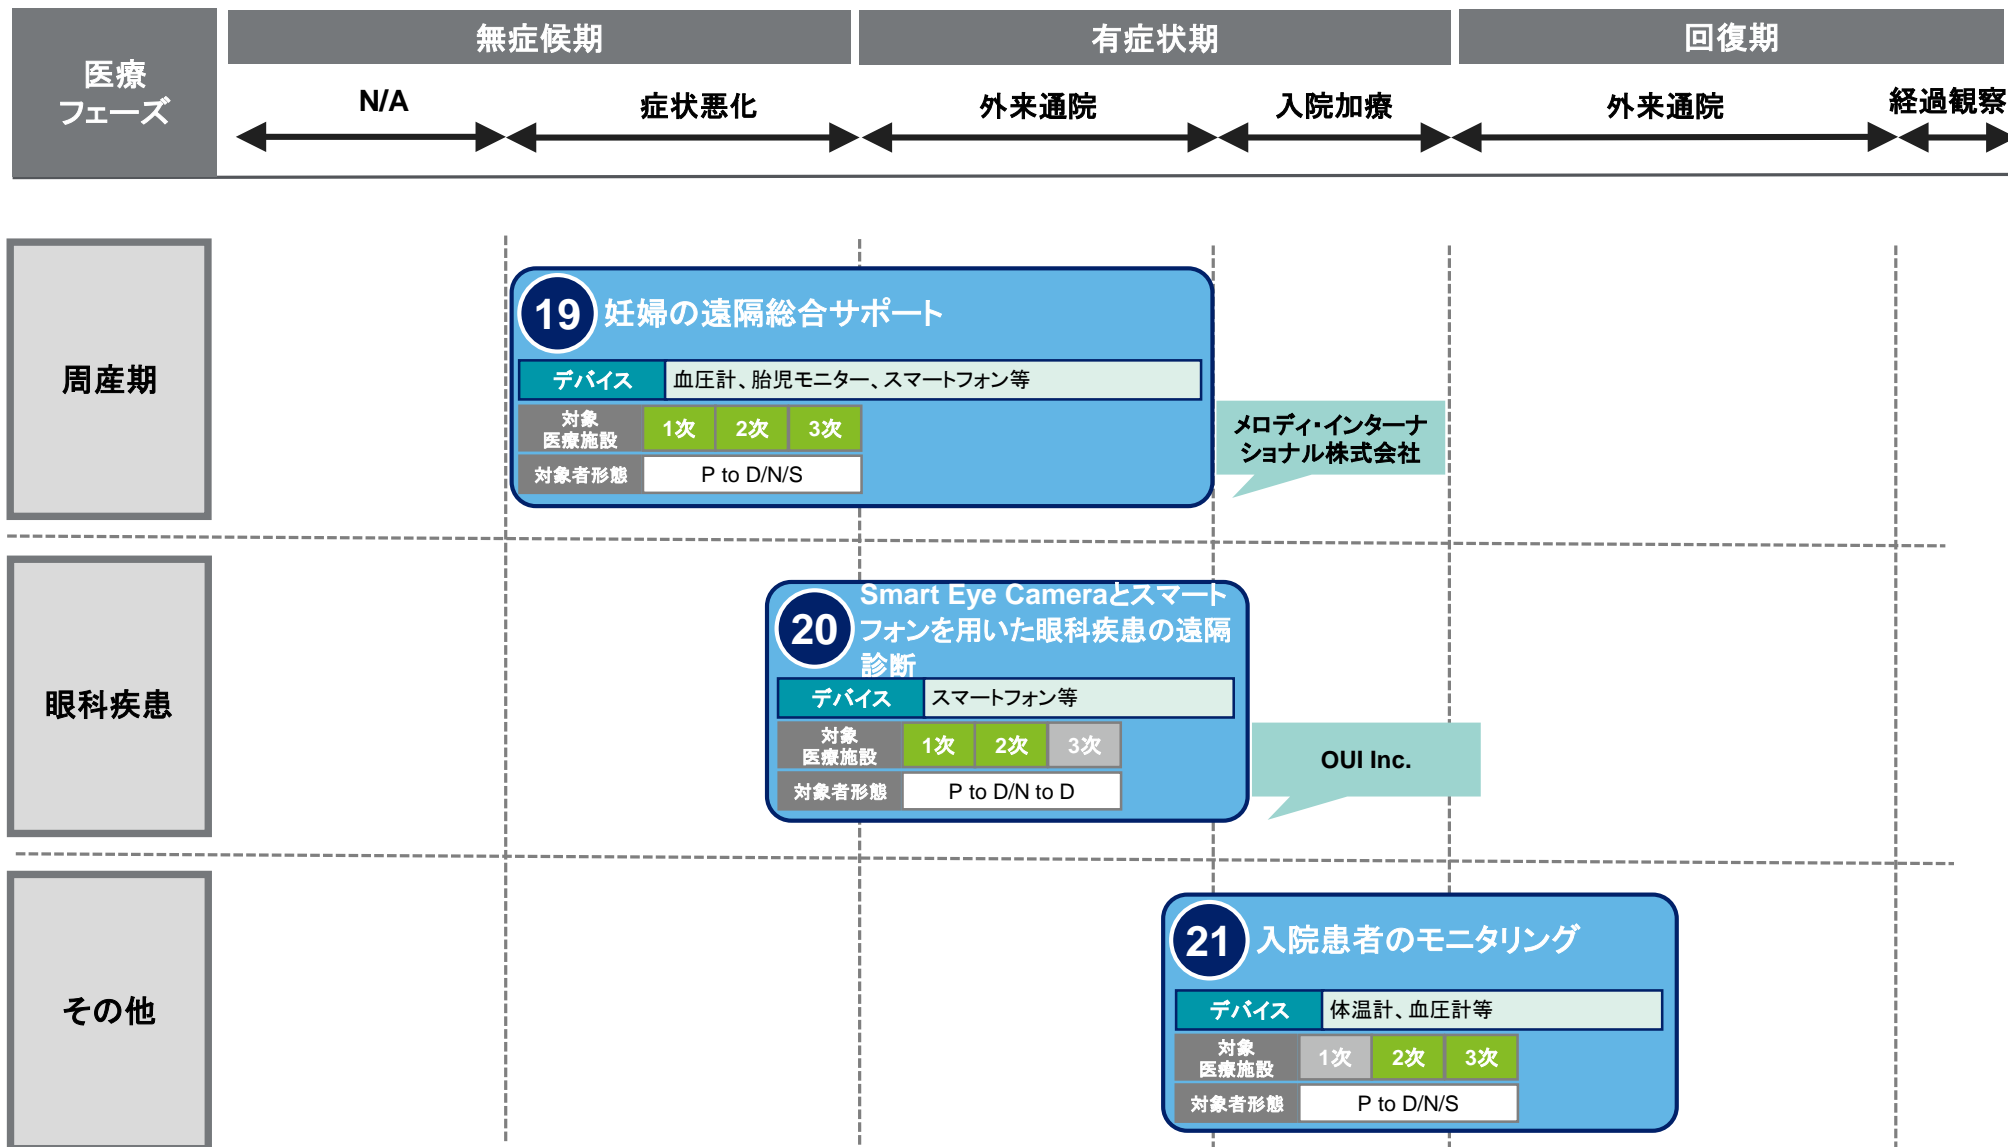 医療
フェーズ
無症候期
有症状期
回復期
N/A
症状悪化
外来通院
入院加療
外来通院
経過観察
周産期
19
妊婦の遠隔総合サポート
デバイス
血圧計、胎児モニター、スマートフォン等
対象
医療施設
1次
2次
3次
対象者形態
P to D/N/S
メロディ・インターナ
ショナル株式会社
眼科疾患
20
Smart Eye Cameraとスマート
フォンを用いた眼科疾患の遠隔
診断
デバイス
スマートフォン等
対象
医療施設
1次
2次
3次
対象者形態
P to D/N to D
OUI Inc.
その他
21
入院患者のモニタリング
デバイス
体温計、血圧計等
対象
医療施設
1次
2次
3次
対象者形態
P to D/N/S